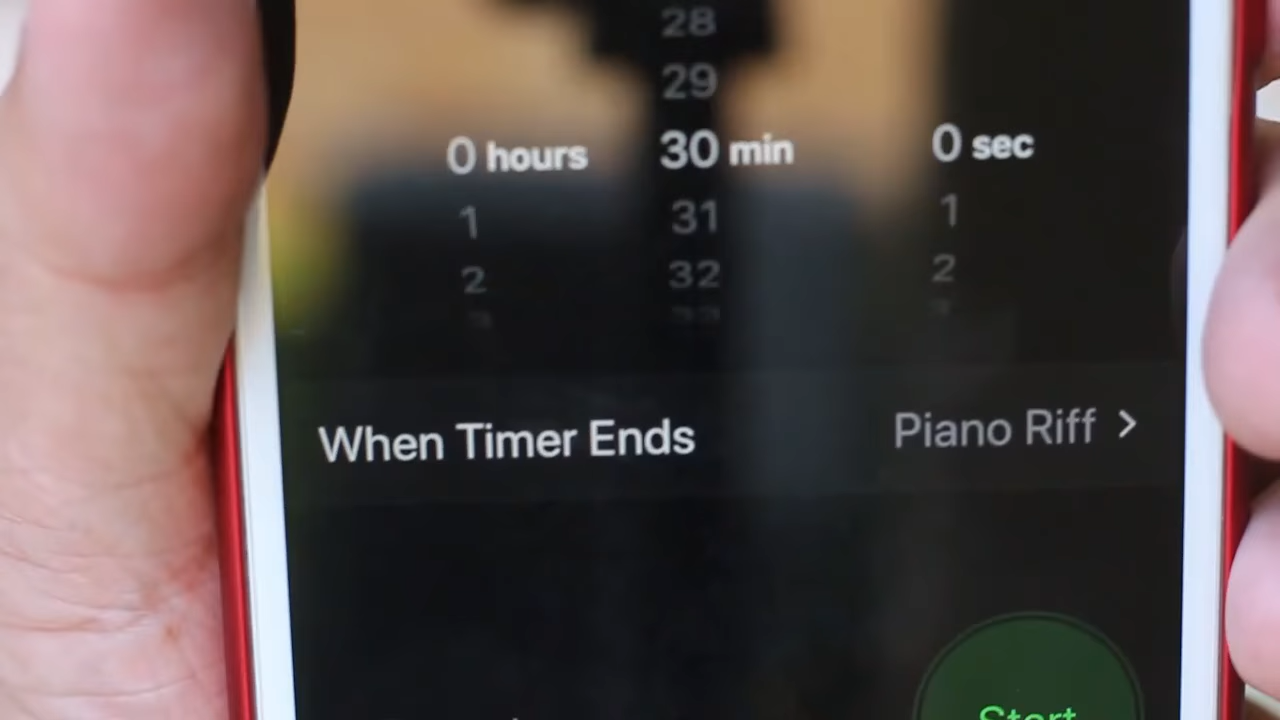 28
29
0 hours 30 min 0 sec
1 31 1
2 32 2
When Timer Ends Piano Riff >
Start